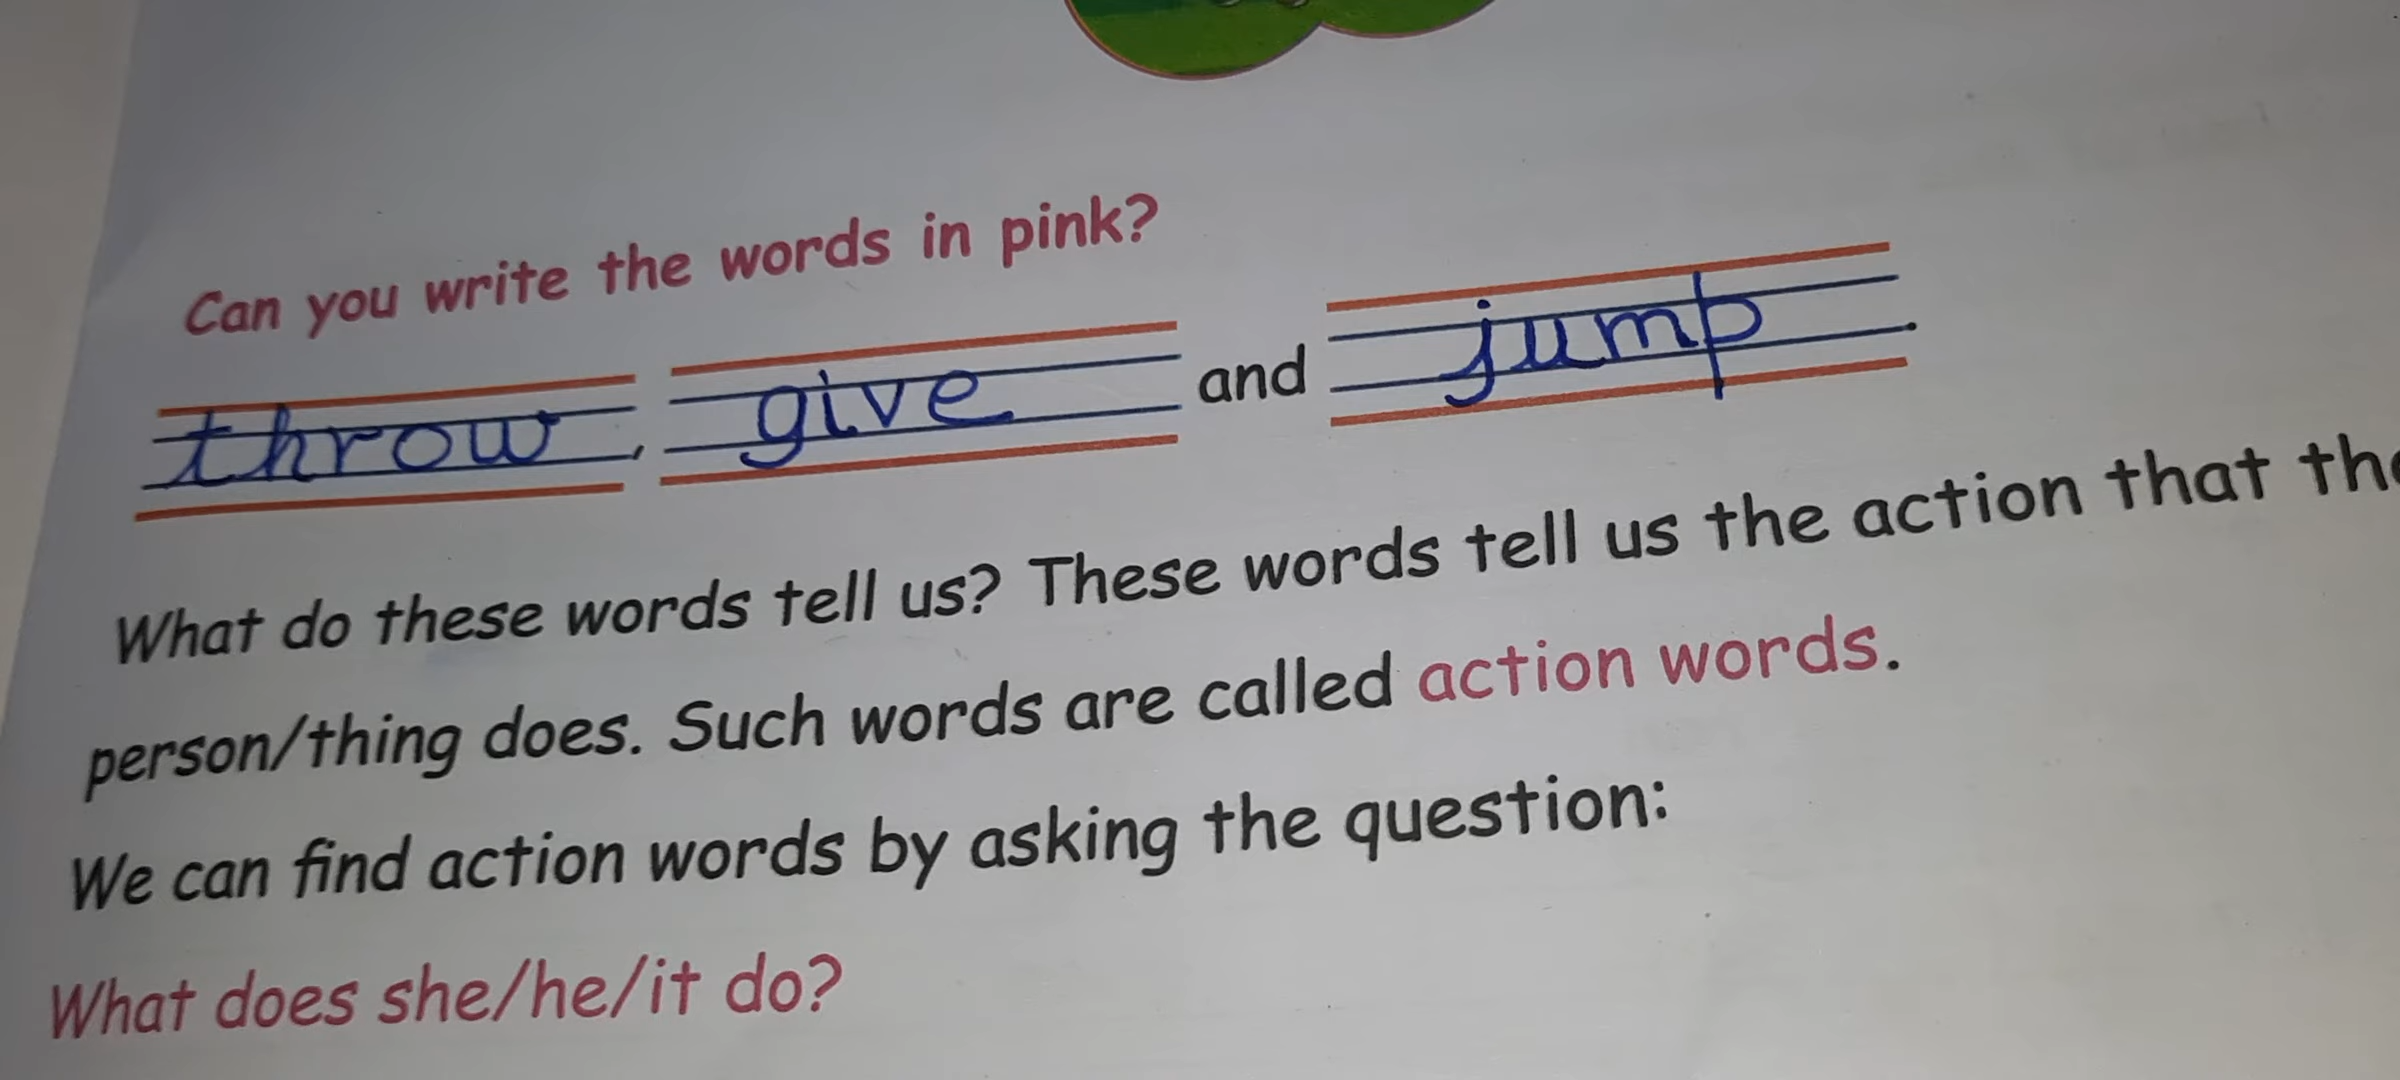 Can you write the words in pink?
throw, give and jump.
What do these words tell us? These words tell us the action that the
person/thing does. Such words are called action words.
We can find action words by asking the question:
What does she/he/it do?